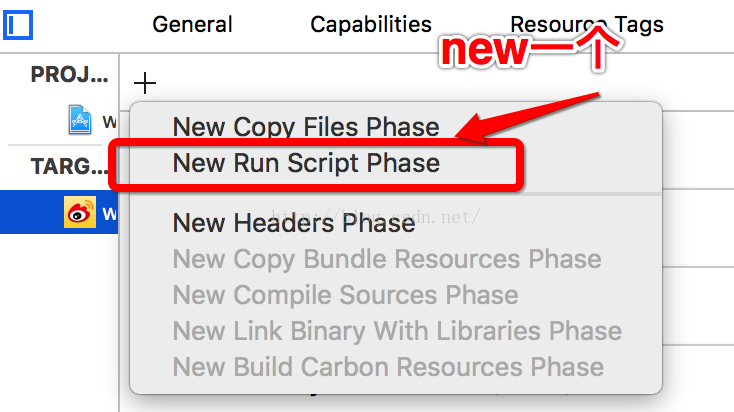 General Capabilities Resource Tags
new一个
PROJ...
W
TARG...
W
New Copy Files Phase
New Run Script Phase
New Headers Phase
http://blog.csdn.net/
New Copy Bundle Resources Phase
New Compile Sources Phase
New Link Binary With Libraries Phase
New Build Carbon Resources Phase